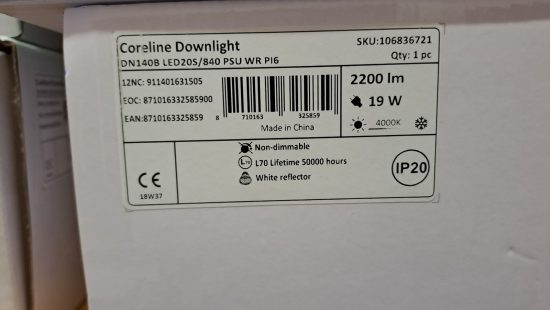 Coreline Downlight
SKU:106836721
DN140B LED20S/840 PSU WR PI6
Qty: 1 pc
12NC: 911401631505
EOC: 871016332585900
EAN:8710163325859
8 710163 325859
Made in China
2200 lm
19 W
4000K
Non-dimmable
L70 L70 Lifetime 50000 hours
White reflector
CE
18W37
IP20